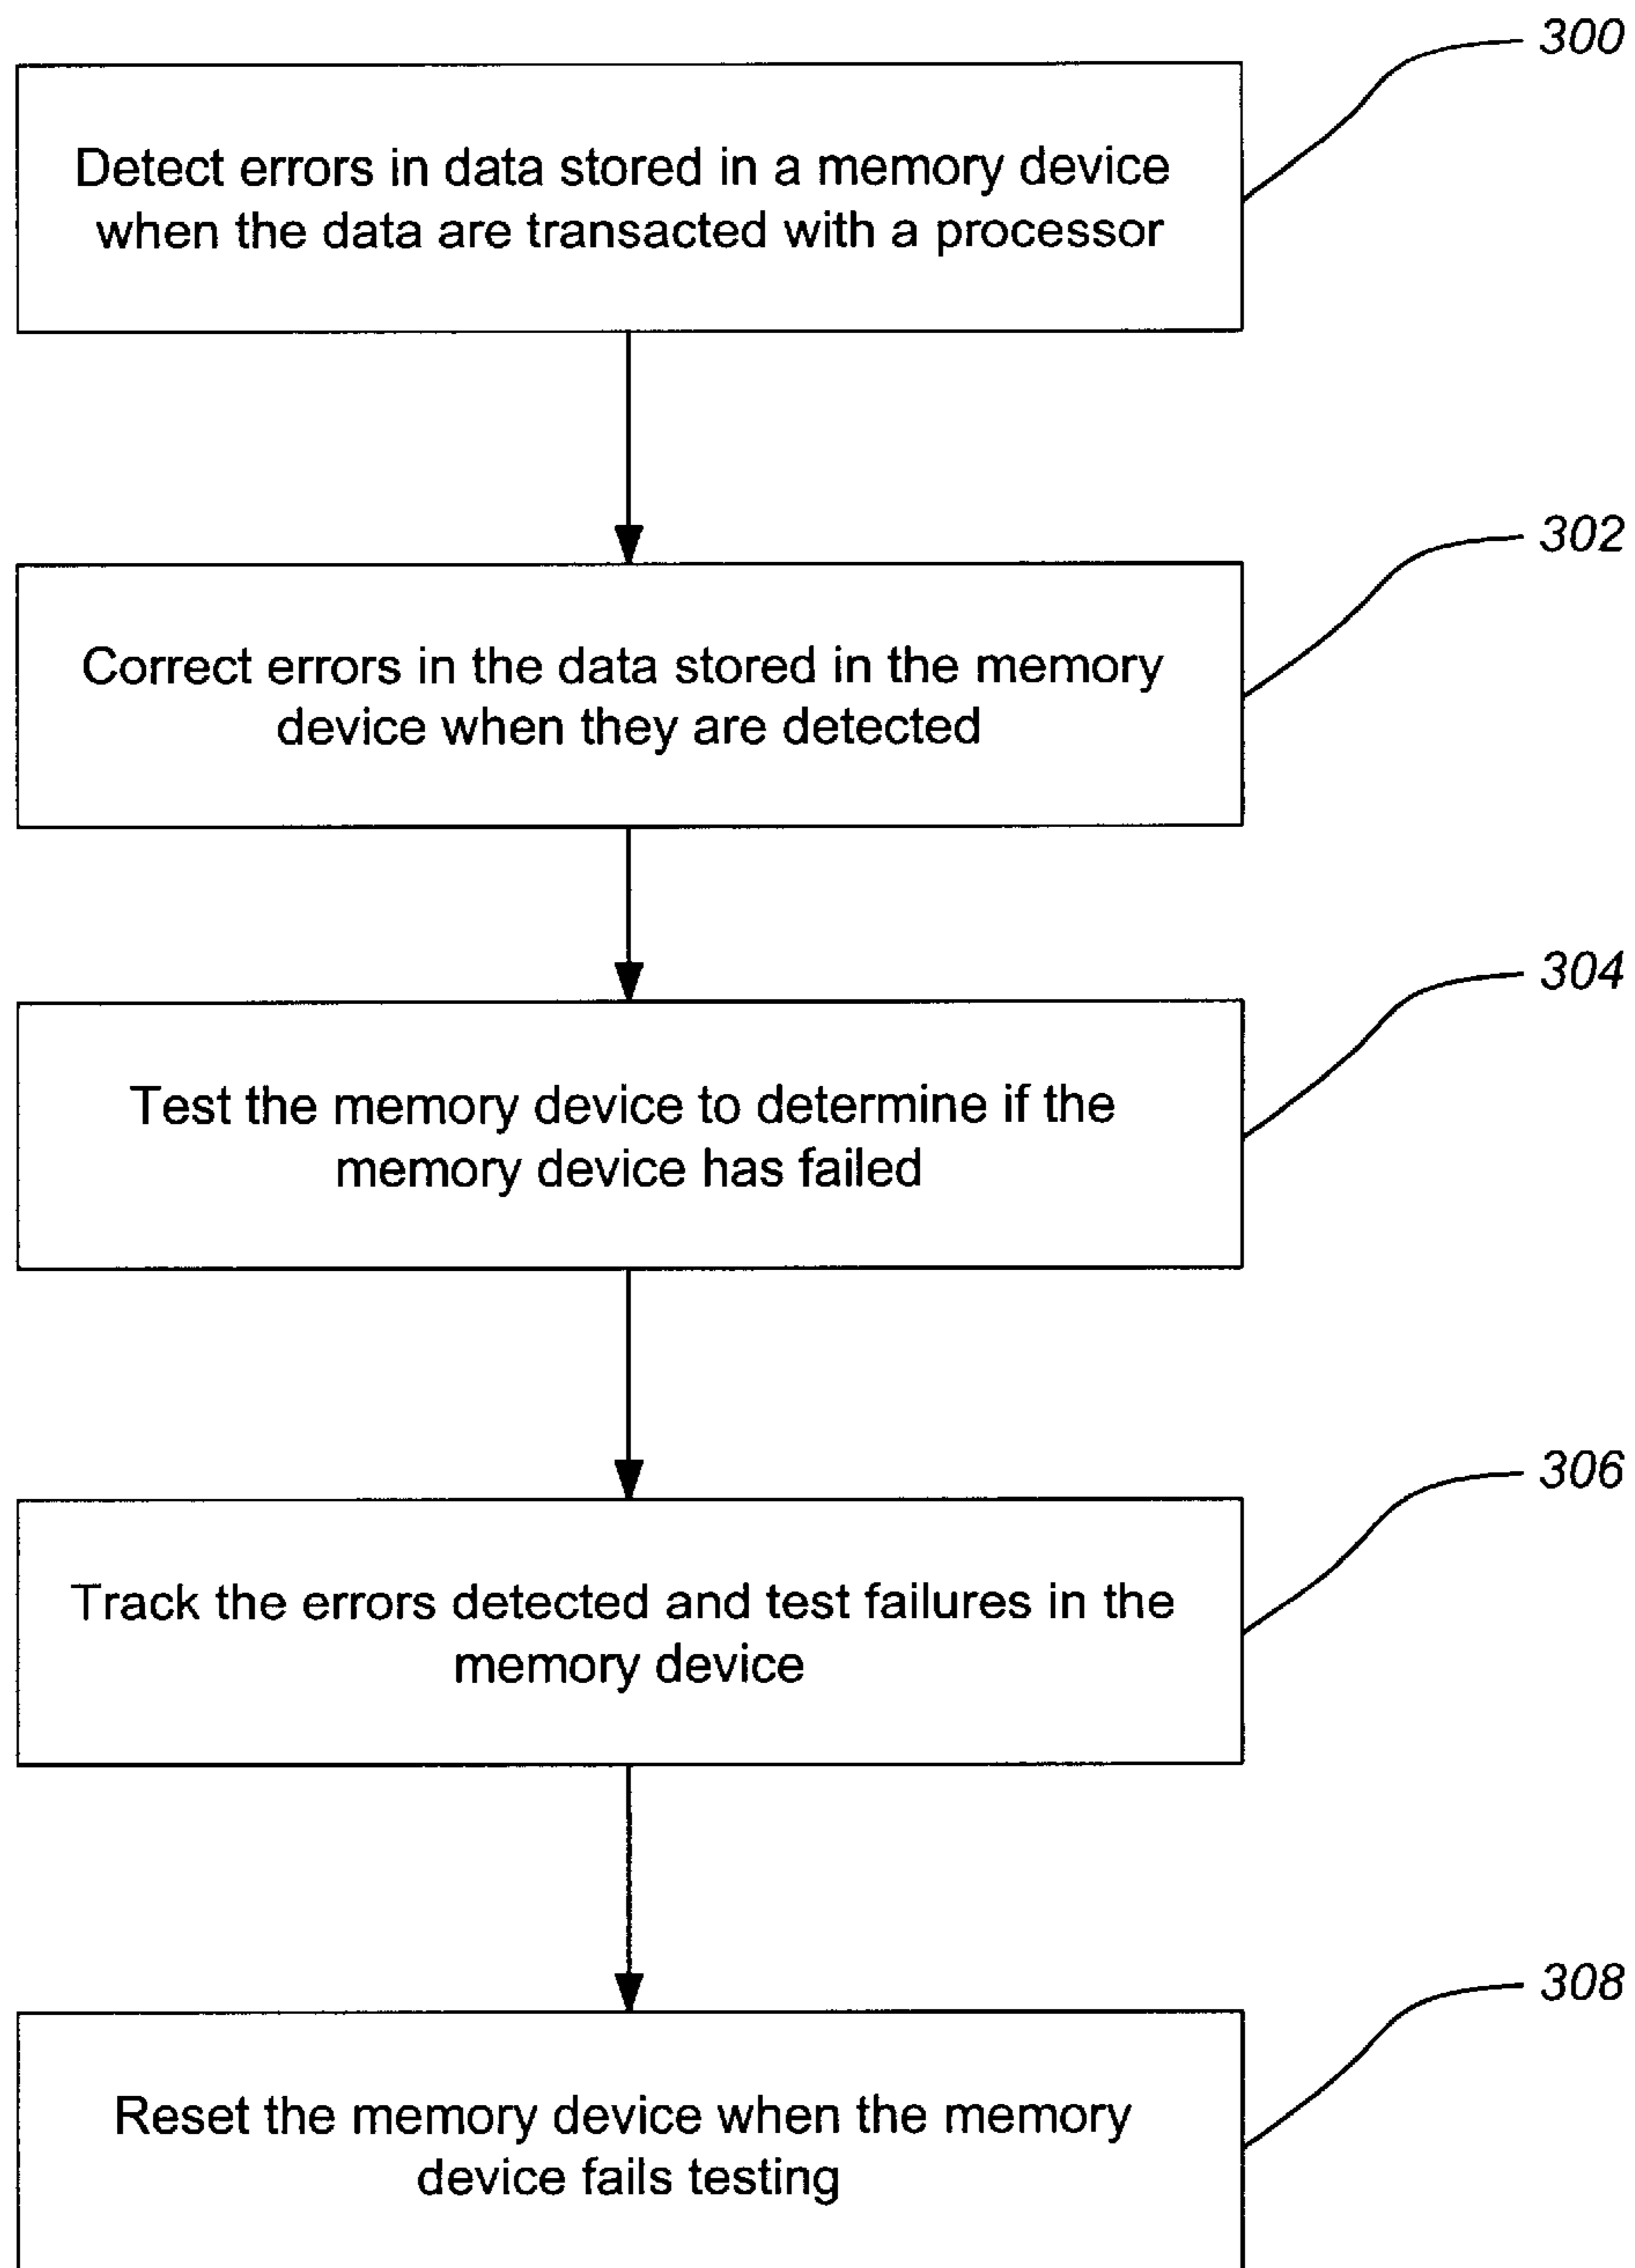 300
Detect errors in data stored in a memory device
when the data are transacted with a processor
302
Correct errors in the data stored in the memory
device when they are detected
304
Test the memory device to determine if the
memory device has failed
306
Track the errors detected and test failures in the
memory device
308
Reset the memory device when the memory
device fails testing